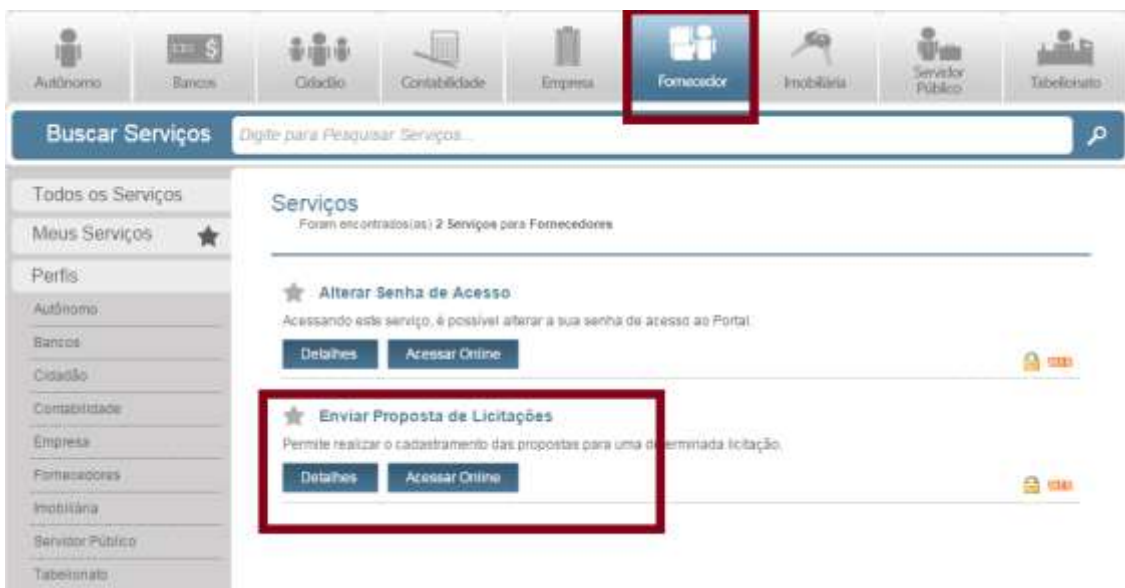 Autônomo
Bancos
Cidadão
Contabilidade
Empresa
Fornecedor
Imobiliária
Servidor
Público
Tabelionato
Buscar Serviços
Digite para Pesquisar Serviços...
Todos os Serviços
Meus Serviços
Perfis
Autônomo
Bancos
Cidadão
Contabilidade
Empresa
Fornecedores
Imobiliária
Servidor Público
Tabelionato
Serviços
Foram encontrados(as) 2 Serviços para Fornecedores
Alterar Senha de Acesso
Acessando este serviço, é possível alterar a sua senha de acesso ao Portal.
Detalhes
Acessar Online
Enviar Proposta de Licitações
Permite realizar o cadastramento das propostas para uma determinada licitação.
Detalhes
Acessar Online